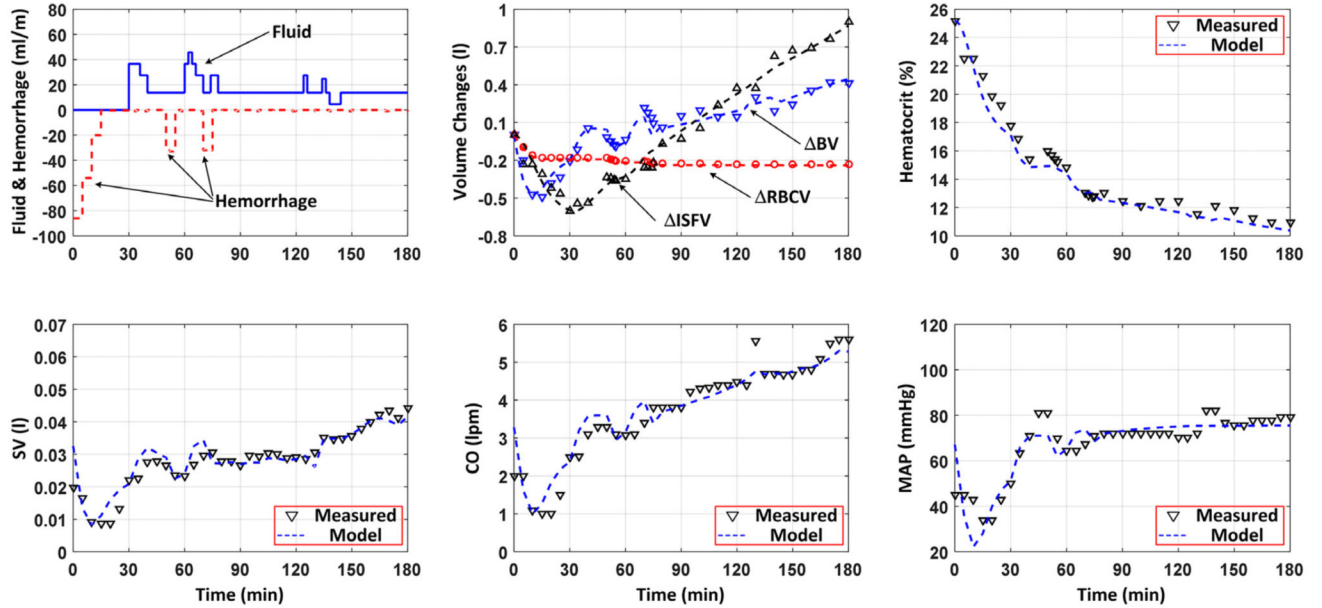 Fluid & Hemorrhage (ml/m)
80
60
40
20
0
-20
-40
-60
-80
-100
Fluid
Hemorrhage
0 30 60 90 120 150 180
Volume Changes (l)
1
0.7
0.4
0.1
-0.2
-0.5
-0.8
ΔBV
ΔRBCV
ΔISFV
0 30 60 90 120 150 180
Hematocrit (%)
26
24
22
20
18
16
14
12
10
Measured
Model
0 30 60 90 120 150 180
SV (l)
0.07
0.06
0.05
0.04
0.03
0.02
0.01
0
Measured
Model
0 30 60 90 120 150 180
Time (min)
CO (lpm)
6
5
4
3
2
1
0
Measured
Model
0 30 60 90 120 150 180
Time (min)
MAP (mmHg)
120
100
80
60
40
20
Measured
Model
0 30 60 90 120 150 180
Time (min)